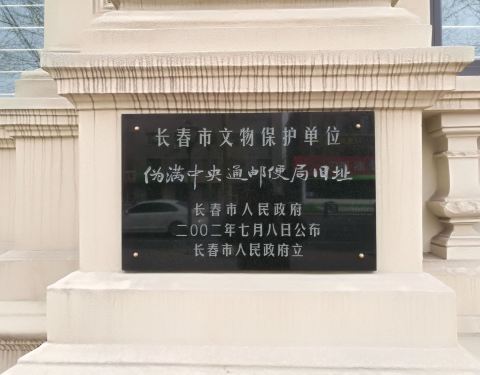 长春市文物保护单位
伪满中央通邮便局旧址
长春市人民政府
二〇〇二年七月八日公布
长春市人民政府立